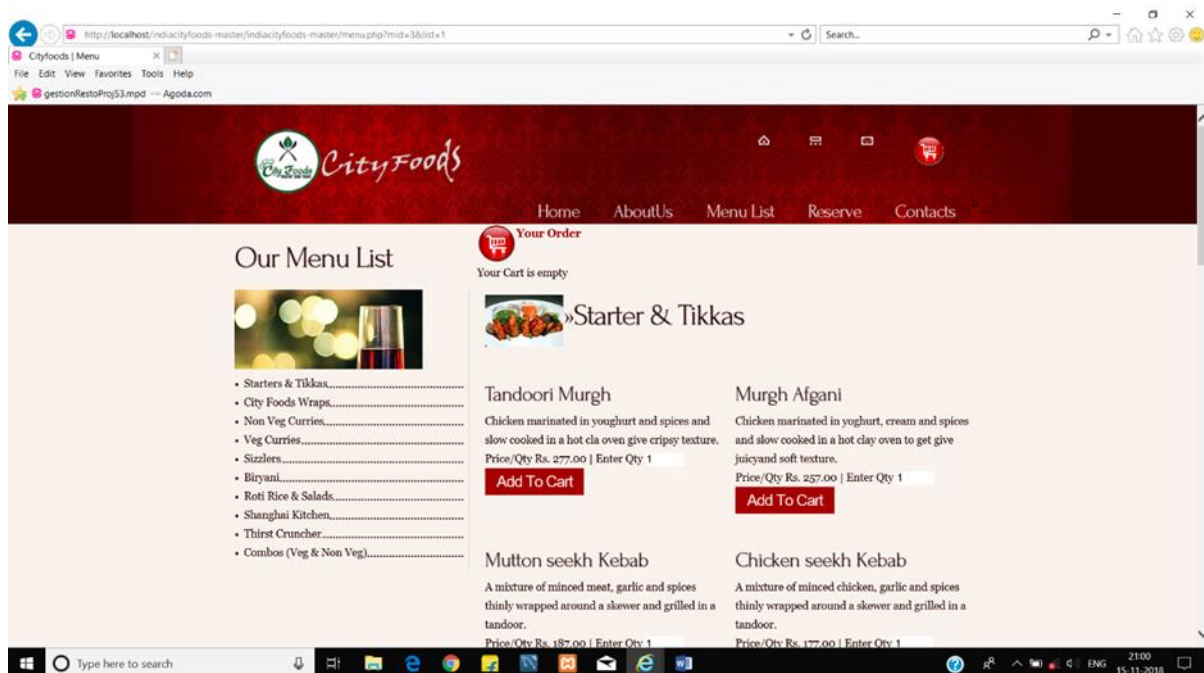 http://localhost/indiacityfoods-master/indiacityfoods-master/menu.php?mid=3&list=1
Search...
Cityfoods | Menu
File Edit View Favorites Tools Help
gestionRestoProj53.mpd Agoda.com
City Foods
CityFoods
Home AboutUs Menu List Reserve Contacts
Our Menu List
Your Order
Your Cart is empty
»Starter & Tikkas
• Starters & Tikkas
• City Foods Wraps
• Non Veg Curries
• Veg Curries
• Sizzlers
• Biryani
• Roti Rice & Salads
• Shanghai Kitchen
• Thirst Cruncher
• Combos (Veg & Non Veg)
Tandoori Murgh
Chicken marinated in youghurt and spices and
slow cooked in a hot cla oven give cripsy texture.
Price/Qty Rs. 277.00 | Enter Qty 1
Add To Cart
Murgh Afgani
Chicken marinated in yoghurt, cream and spices
and slow cooked in a hot clay oven to get give
juicyand soft texture.
Price/Qty Rs. 257.00 | Enter Qty 1
Add To Cart
Mutton seekh Kebab
A mixture of minced meat, garlic and spices
thinly wrapped around a skewer and grilled in a
tandoor.
Price/Qty Rs. 187.00 | Enter Qty 1
Chicken seekh Kebab
A mixture of minced chicken, garlic and spices
thinly wrapped around a skewer and grilled in a
tandoor.
Price/Qty Rs. 177.00 | Enter Qty 1
Type here to search
ENG
21:00
15-11-2018